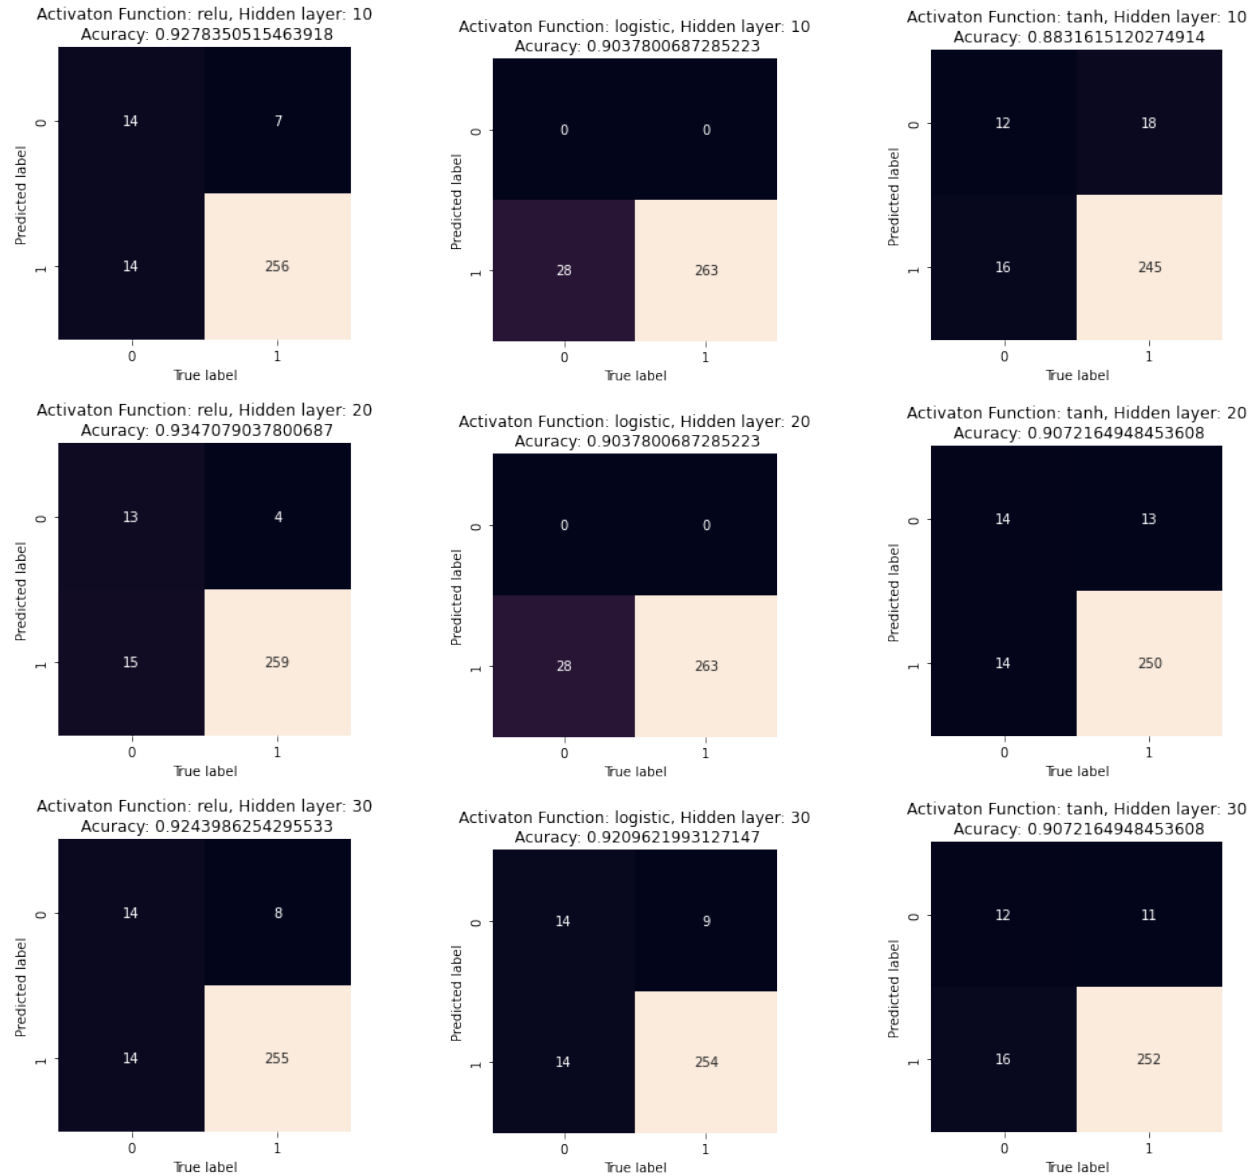 Activaton Function: relu, Hidden layer: 10
Acuracy: 0.9278350515463918
0
14
7
Predicted label
1
14
256
0
1
True label
Activaton Function: logistic, Hidden layer: 10
Acuracy: 0.9037800687285223
0
0
0
Predicted label
1
28
263
0
1
True label
Activaton Function: tanh, Hidden layer: 10
Acuracy: 0.8831615120274914
0
12
18
Predicted label
1
16
245
0
1
True label
Activaton Function: relu, Hidden layer: 20
Acuracy: 0.9347079037800687
0
13
4
Predicted label
1
15
259
0
1
True label
Activaton Function: logistic, Hidden layer: 20
Acuracy: 0.9037800687285223
0
0
0
Predicted label
1
28
263
0
1
True label
Activaton Function: tanh, Hidden layer: 20
Acuracy: 0.9072164948453608
0
14
13
Predicted label
1
14
250
0
1
True label
Activaton Function: relu, Hidden layer: 30
Acuracy: 0.9243986254295533
0
14
8
Predicted label
1
14
255
0
1
True label
Activaton Function: logistic, Hidden layer: 30
Acuracy: 0.9209621993127147
0
14
9
Predicted label
1
14
254
0
1
True label
Activaton Function: tanh, Hidden layer: 30
Acuracy: 0.9072164948453608
0
12
11
Predicted label
1
16
252
0
1
True label